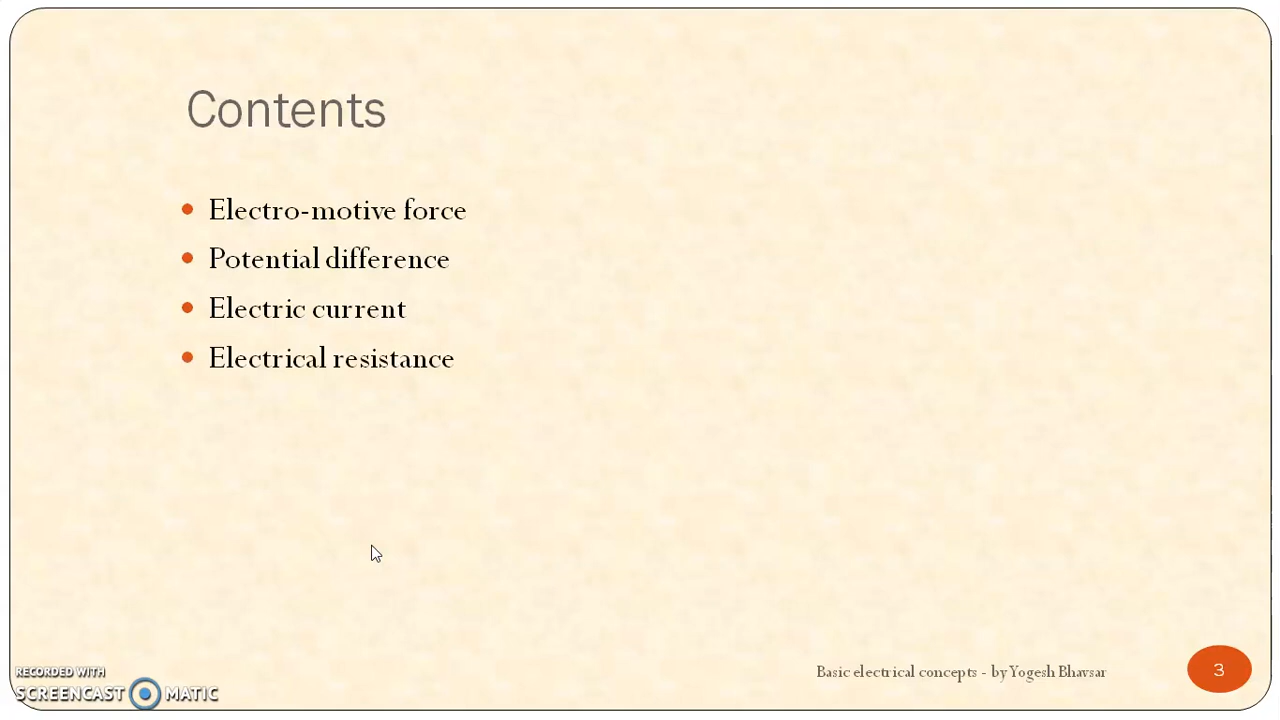 Contents
Electro-motive force
Potential difference
Electric current
Electrical resistance
Basic electrical concepts - by Yogesh Bhavsar
3
RECORDED WITH
SCREENCAST MATIC